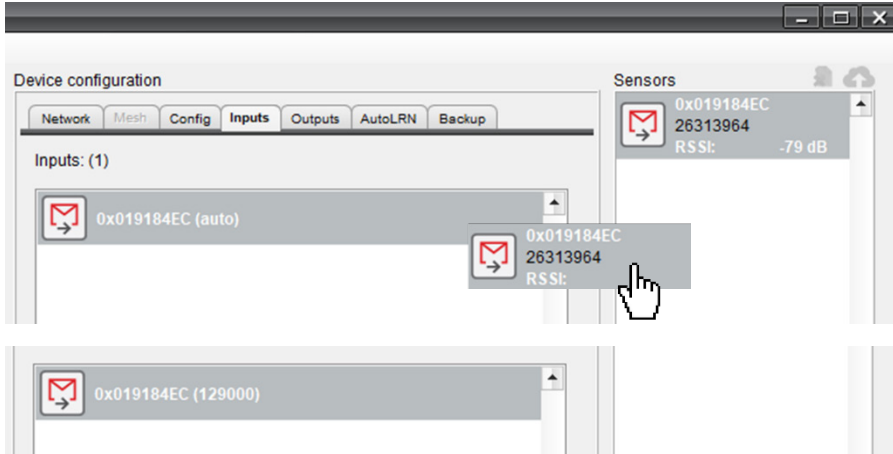 Device configuration
Sensors
Network Mesh Config Inputs Outputs AutoLRN Backup
0x019184EC
26313964
RSSI: -79 dB
Inputs: (1)
0x019184EC (auto)
0x019184EC
26313964
RSSI:
0x019184EC (129000)